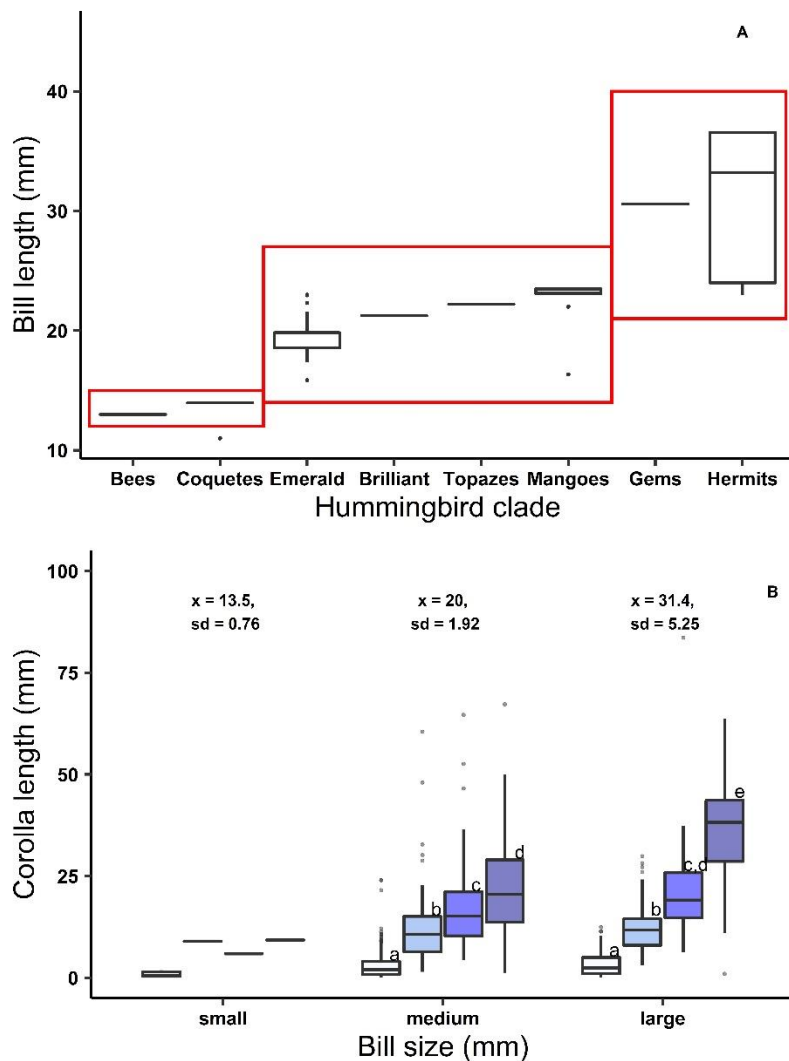 A
Bill length (mm)
40
30
20
10
Bees Coquetes Emerald Brilliant Topazes Mangoes Gems Hermits
Hummingbird clade
B
Corolla length (mm)
100
75
50
25
0
x = 13.5,
sd = 0.76
x = 20,
sd = 1.92
x = 31.4,
sd = 5.25
a
b
c
d
a
b
c,d
e
small medium large
Bill size (mm)